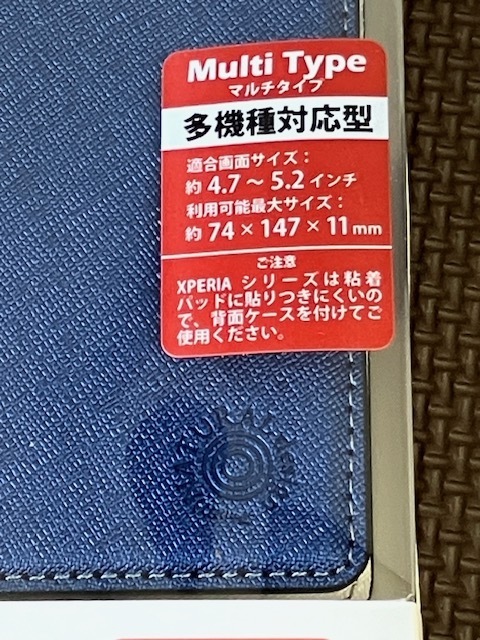 Multi Type
マルチタイプ
多機種対応型
適合画面サイズ：
約 4.7～5.2インチ
利用可能最大サイズ：
約 74×147×11mm
ご注意
XPERIA シリーズは粘着
パッドに貼りつきにくいの
で、背面ケースを付けてご
使用ください。